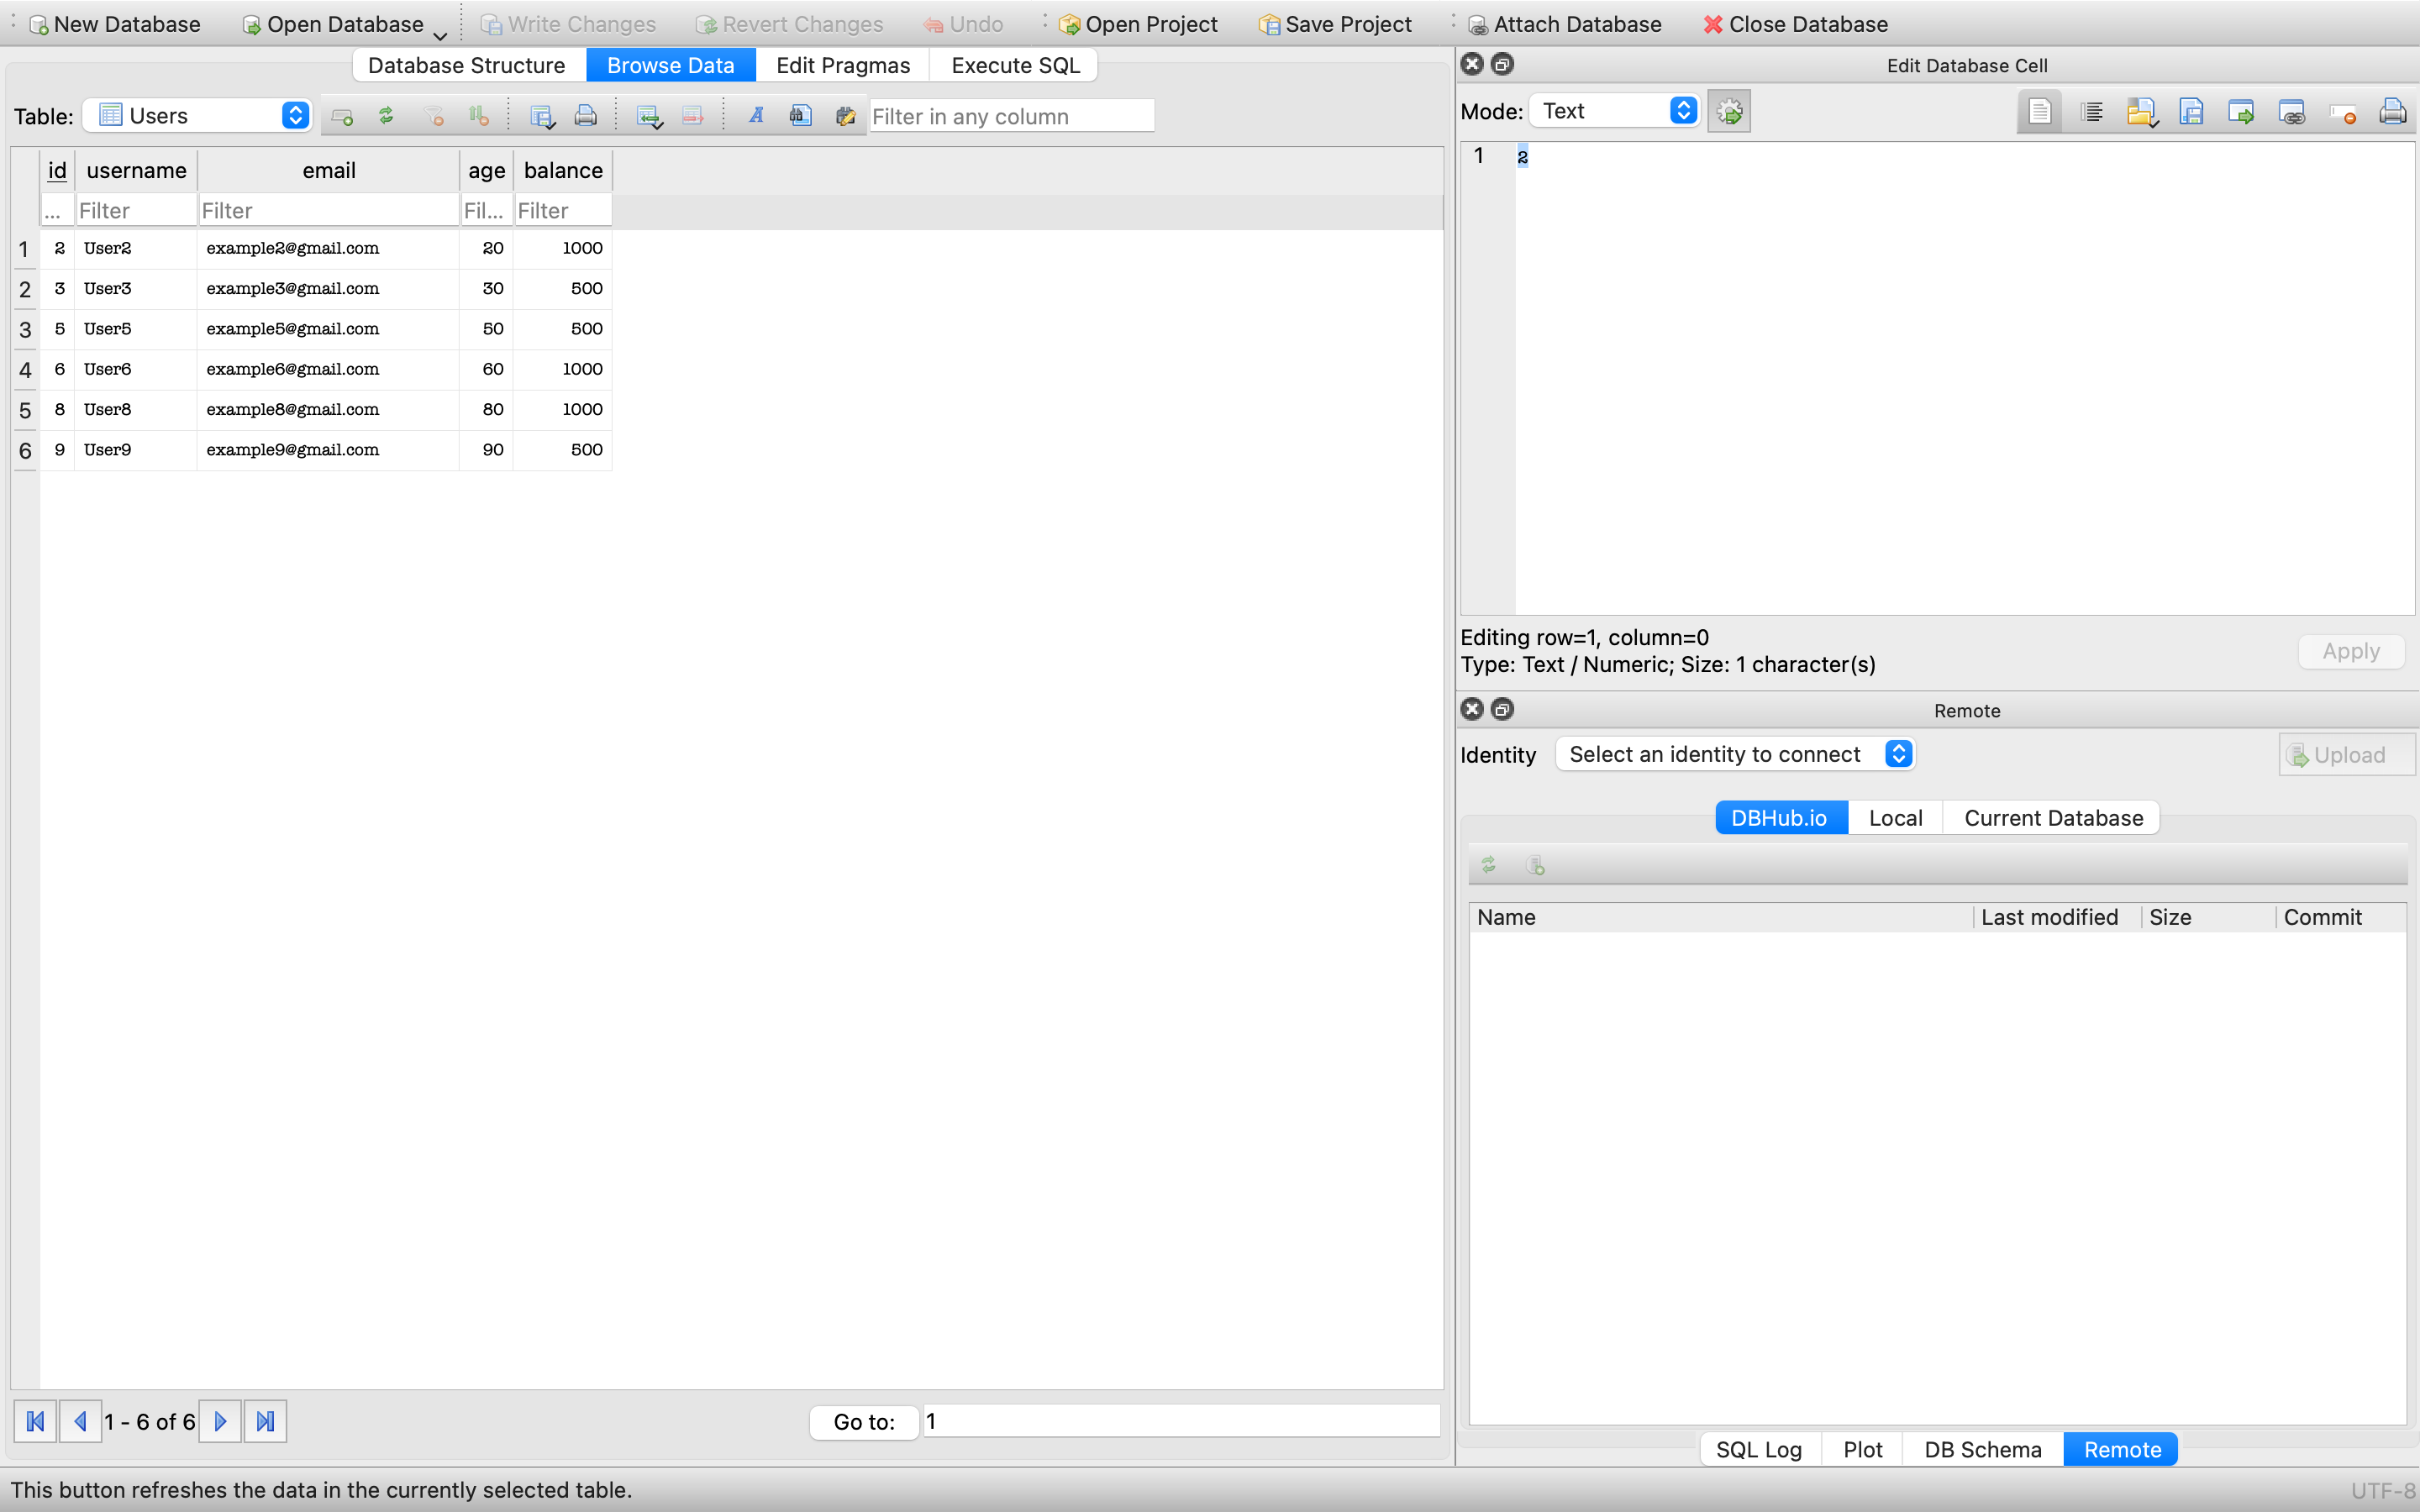 New Database Open Database Write Changes Revert Changes Undo Open Project Save Project Attach Database Close Database
Database Structure Browse Data Edit Pragmas Execute SQL
Table: Users Filter in any column
id username email age balance
... Filter Filter Fil... Filter
1 2 User2 example2@gmail.com 20 1000
2 3 User3 example3@gmail.com 30 500
3 5 User5 example5@gmail.com 50 500
4 6 User6 example6@gmail.com 60 1000
5 8 User8 example8@gmail.com 80 1000
6 9 User9 example9@gmail.com 90 500
1 - 6 of 6 Go to: 1
Edit Database Cell
Mode: Text
1 2
Editing row=1, column=0
Type: Text / Numeric; Size: 1 character(s)
Apply
Remote
Identity Select an identity to connect Upload
DBHub.io Local Current Database
Name Last modified Size Commit
SQL Log Plot DB Schema Remote
This button refreshes the data in the currently selected table. UTF-8